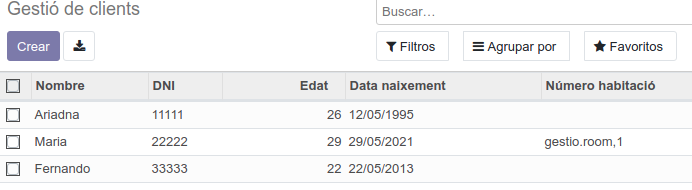 Gestió de clients
Buscar…
Crear
Filtros Agrupar por Favoritos
Nombre DNI Edat Data naixement Número habitació
Ariadna 11111 26 12/05/1995
Maria 22222 29 29/05/2021 gestio.room,1
Fernando 33333 22 22/05/2013